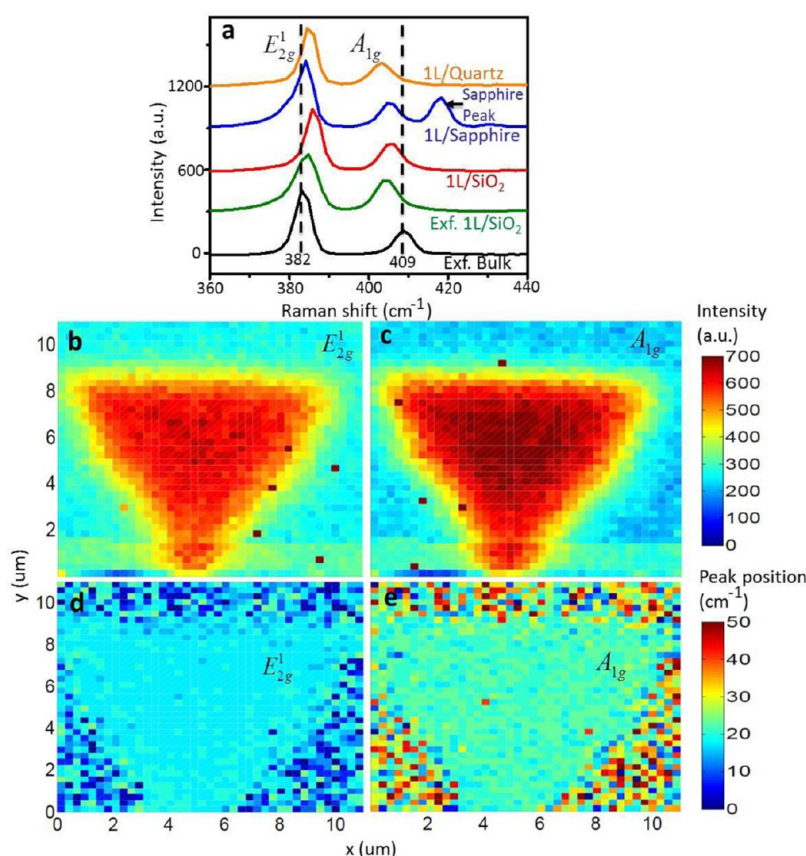 a
E¹₂g
A₁g
1L/Quartz
Sapphire
Peak
1L/Sapphire
1L/SiO₂
Exf. 1L/SiO₂
Exf. Bulk
382
409
1200
600
0
Intensity (a.u.)
360 380 400 420 440
Raman shift (cm⁻¹)
b
E¹₂g
10
8
6
4
2
c
A₁g
Intensity
(a.u.)
700
600
500
400
300
200
100
0
y (um)
d
E¹₂g
10
8
6
4
2
0
0 2 4 6 8 10
e
A₁g
2 4 6 8 10
x (um)
Peak position
(cm⁻¹)
50
40
30
20
10
0